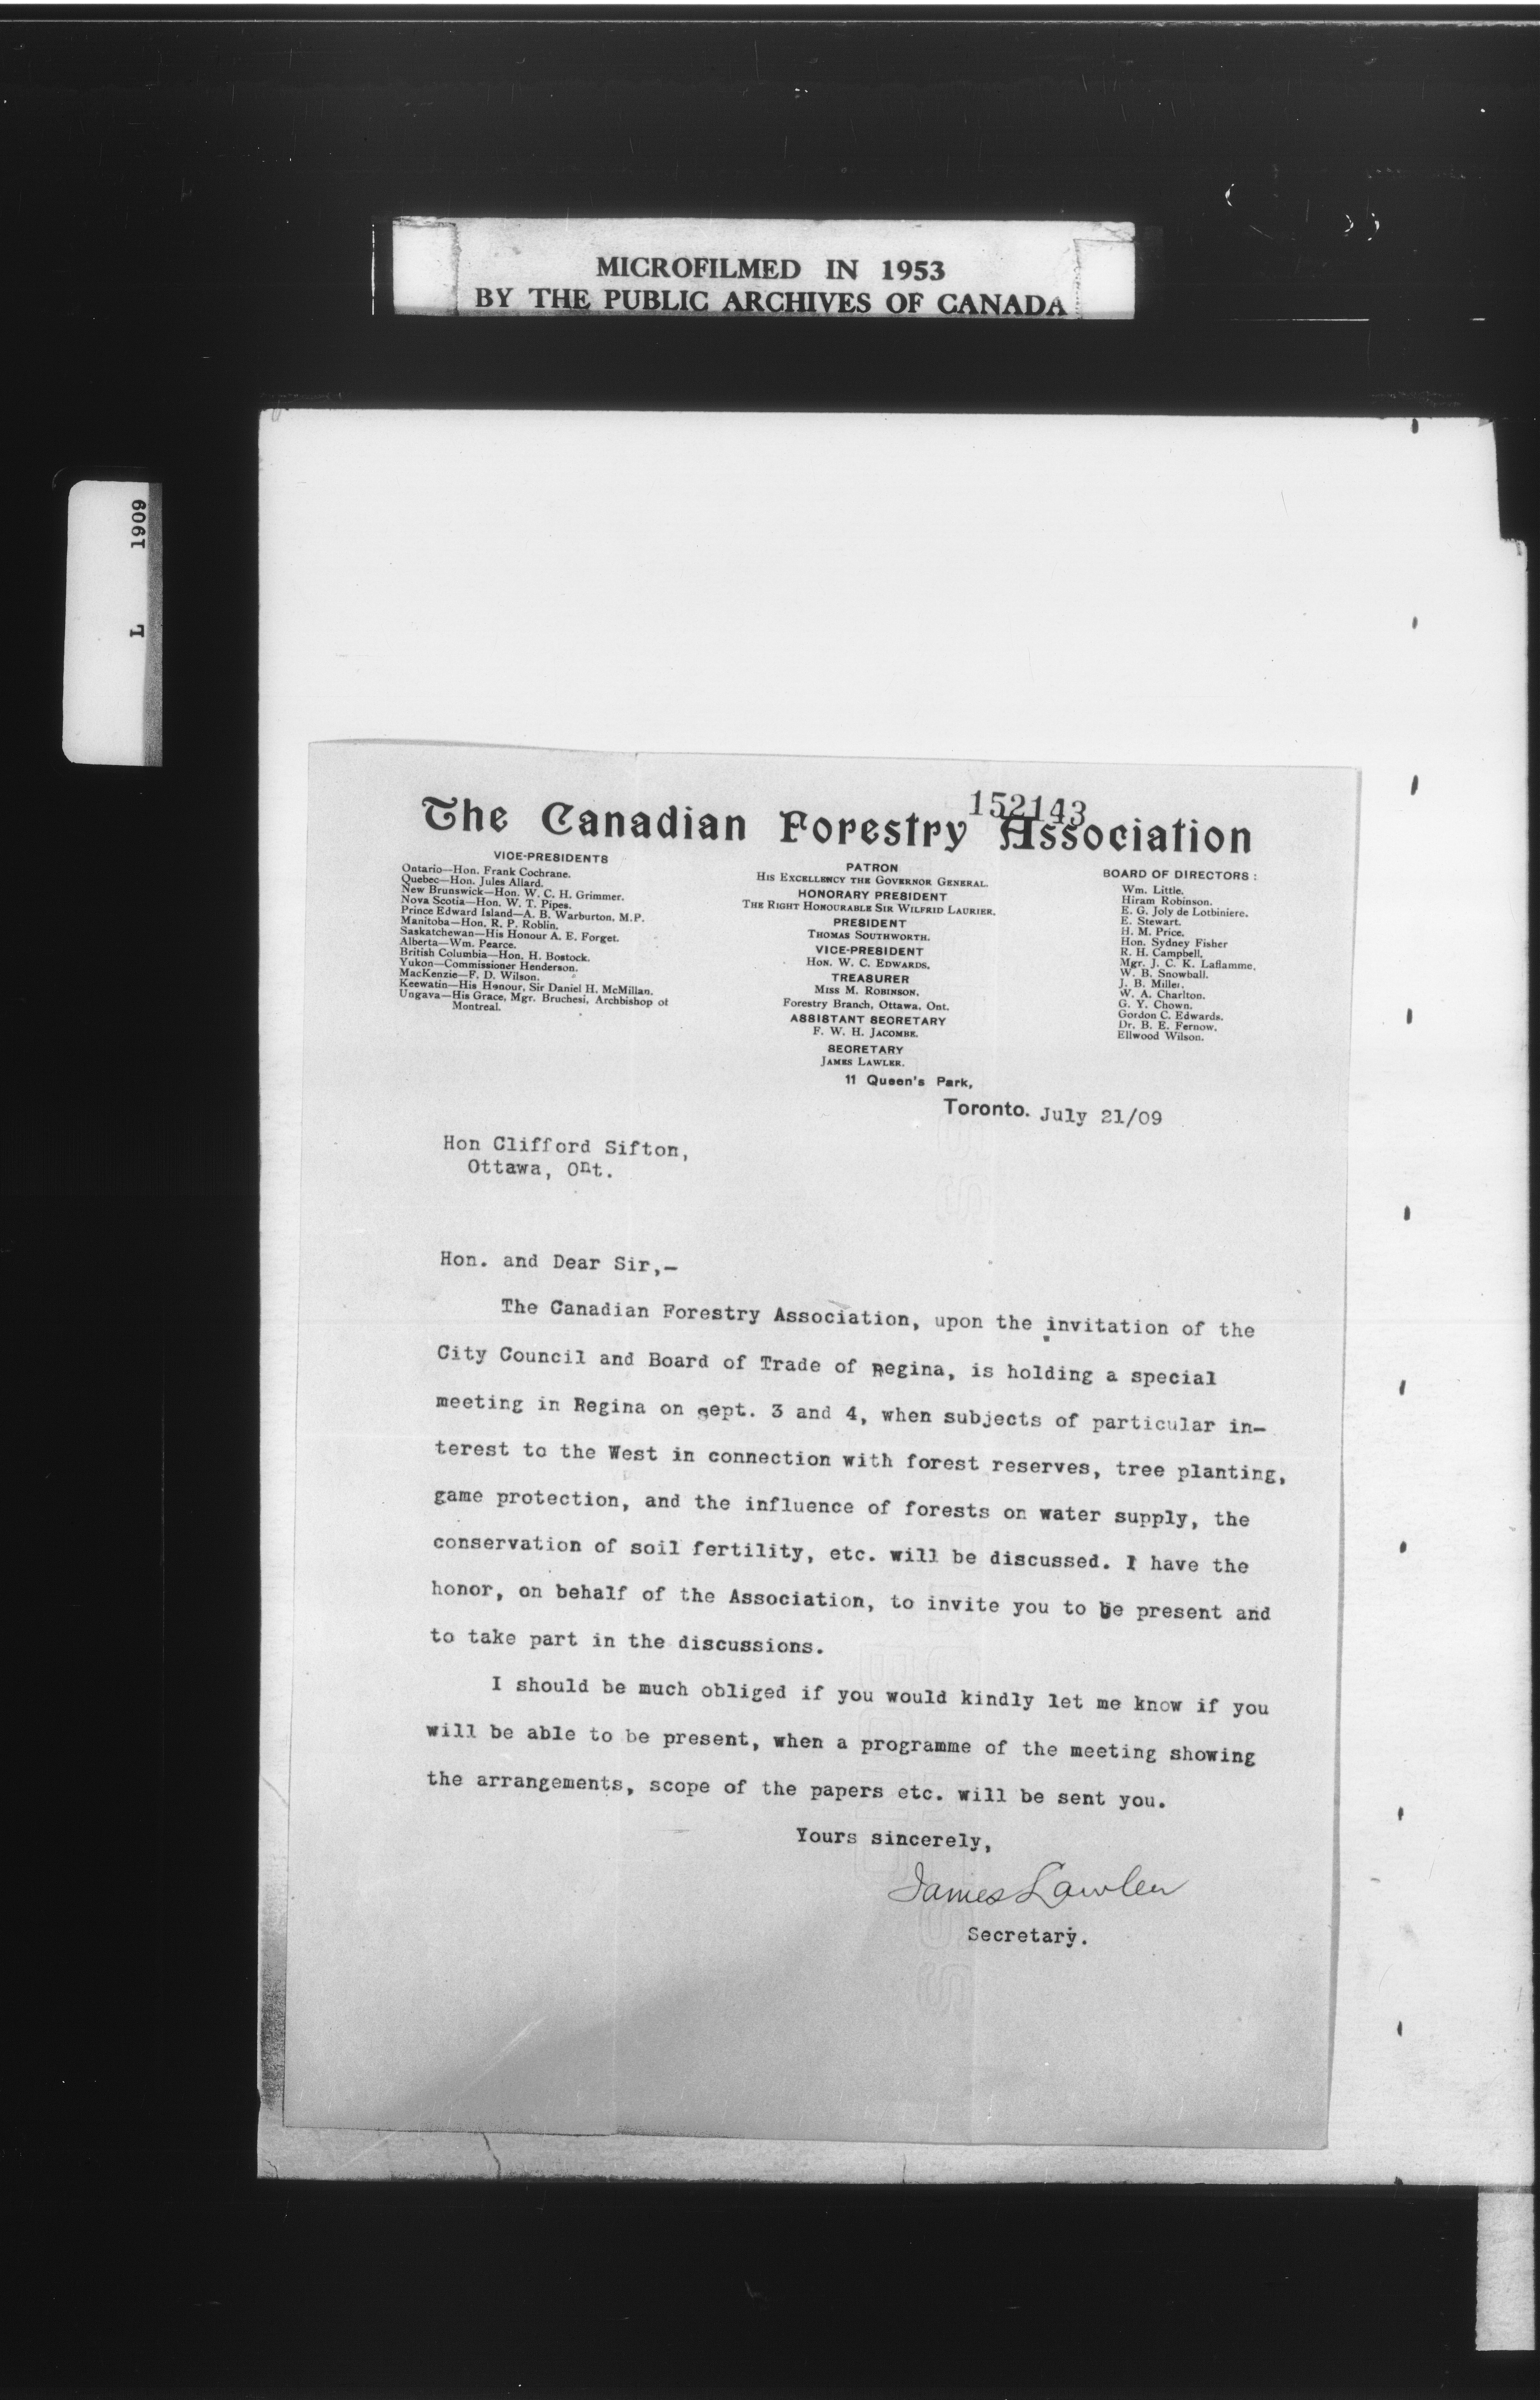 MICROFILMED IN 1953
BY THE PUBLIC ARCHIVES OF CANADA
L 1909
152143
The Canadian Forestry Association
VICE-PRESIDENTS
Ontario—Hon. Frank Cochrane.
Quebec—Hon. Jules Allard.
New Brunswick—Hon. W. C. H. Grimmer.
Nova Scotia—Hon. W. T. Pipes.
Prince Edward Island—A. B. Warburton, M.P.
Manitoba—Hon. R. P. Roblin.
Saskatchewan—His Honour A. E. Forget.
Alberta—Wm. Pearce.
British Columbia—Hon. H. Bostock.
Yukon—Commissioner Henderson.
MacKenzie—F. D. Wilson.
Keewatin—His Honour, Sir Daniel H. McMillan.
Ungava—His Grace, Mgr. Bruchesi, Archbishop of
Montreal.
PATRON
His Excellency the Governor General.
HONORARY PRESIDENT
The Right Honourable Sir Wilfrid Laurier.
PRESIDENT
Thomas Southworth.
VICE-PRESIDENT
Hon. W. C. Edwards.
TREASURER
Miss M. Robinson,
Forestry Branch, Ottawa, Ont.
ASSISTANT SECRETARY
F. W. H. Jacombe.
SECRETARY
James Lawler.
BOARD OF DIRECTORS :
Wm. Little.
Hiram Robinson.
E. G. Joly de Lotbiniere.
E. Stewart.
H. M. Price.
Hon. Sydney Fisher
R. H. Campbell.
Mgr. J. C. K. Laflamme.
W. B. Snowball.
J. B. Miller.
W. A. Charlton.
G. Y. Chown.
Gordon C. Edwards.
Dr. B. E. Fernow.
Ellwood Wilson.
11 Queen's Park,
Toronto. July 21/09
Hon Clifford Sifton,
Ottawa, Ont.
Hon. and Dear Sir,—
The Canadian Forestry Association, upon the invitation of the
City Council and Board of Trade of Regina, is holding a special
meeting in Regina on Sept. 3 and 4, when subjects of particular in-
terest to the West in connection with forest reserves, tree planting,
game protection, and the influence of forests on water supply, the
conservation of soil fertility, etc. will be discussed. I have the
honor, on behalf of the Association, to invite you to be present and
to take part in the discussions.
I should be much obliged if you would kindly let me know if you
will be able to be present, when a programme of the meeting showing
the arrangements, scope of the papers etc. will be sent you.
Yours sincerely,
James Lawler
Secretary.